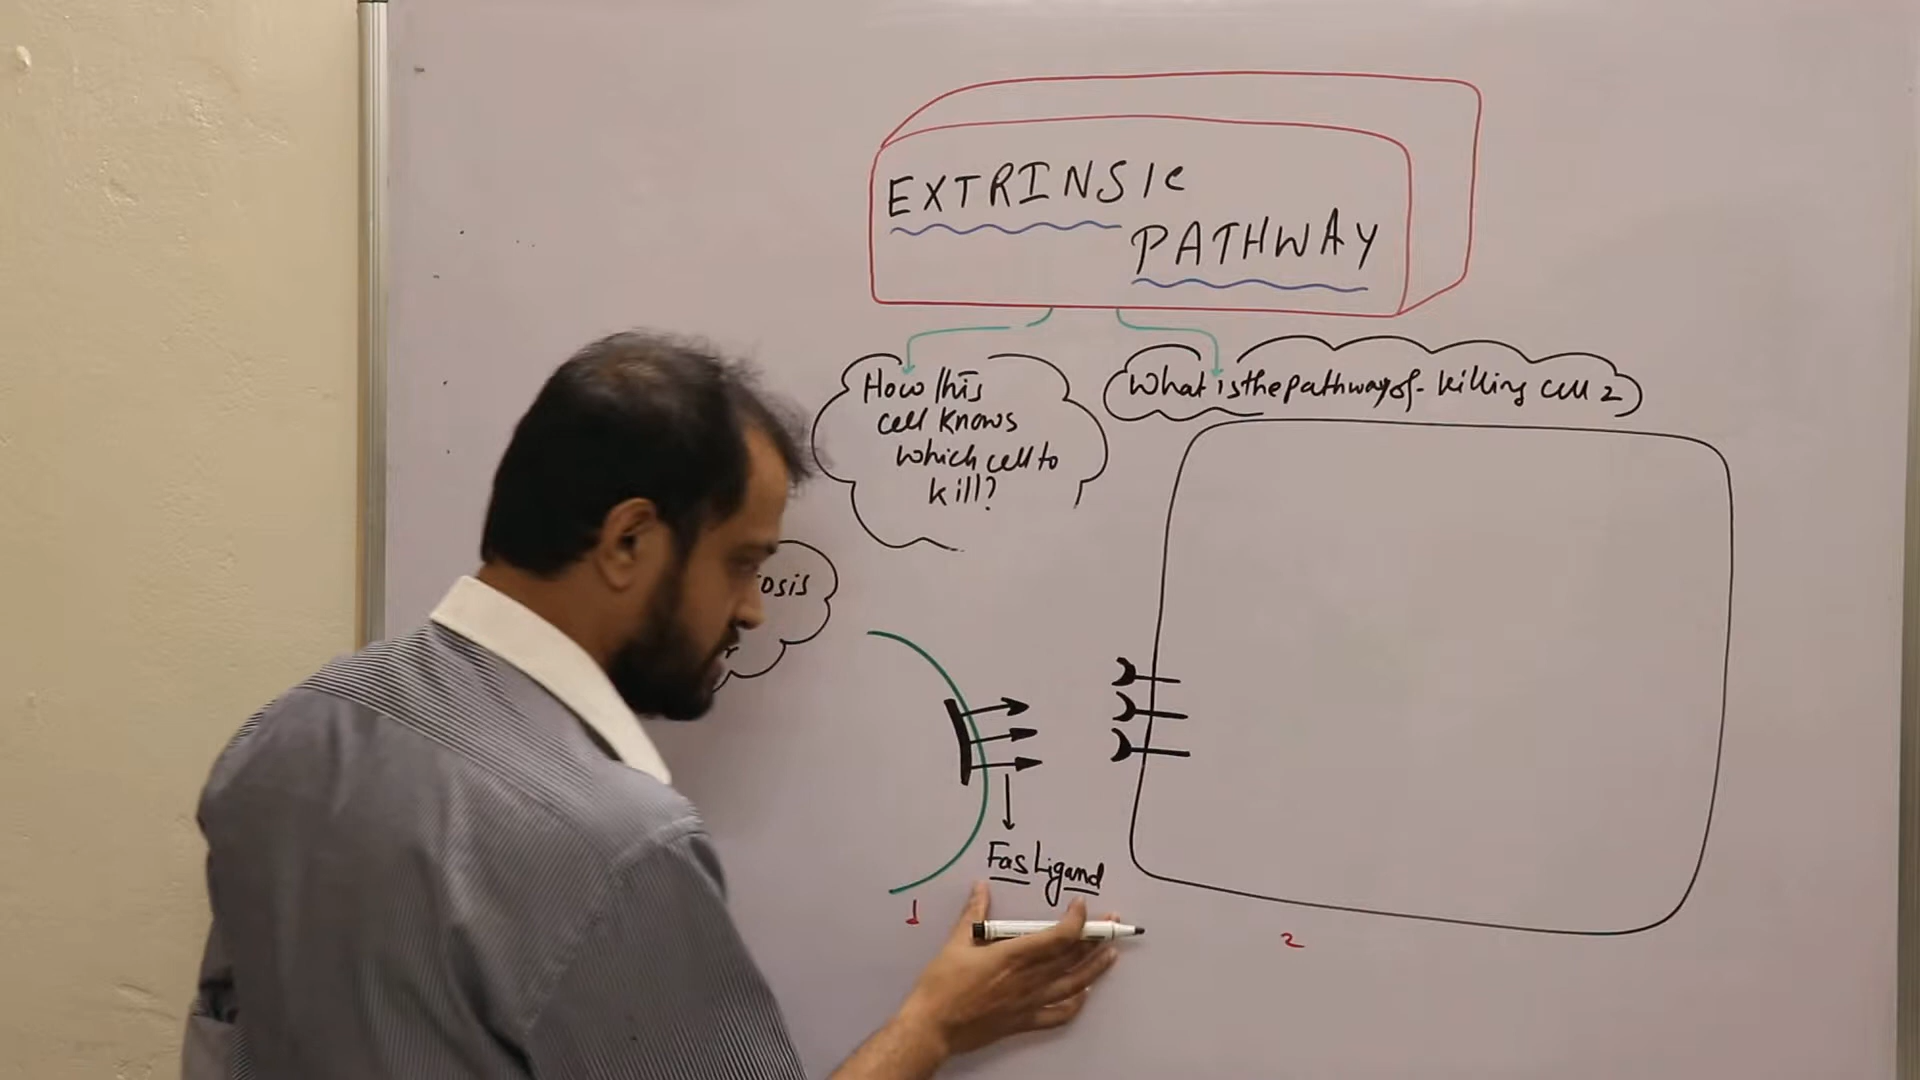 EXTRINSIC
PATHWAY
How this
cell knows
which cell to
kill?
What is the pathway of killing cell 2
osis
Fas Ligand
1
2